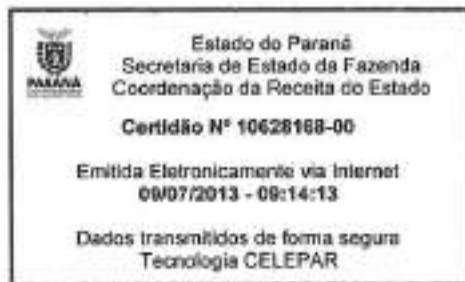 Estado do Paraná
Secretaria de Estado da Fazenda
PARANÁ
Coordenação da Receita do Estado
Certidão Nº 10628168-00
Emitida Eletronicamente via Internet
09/07/2013 - 09:14:13
Dados transmitidos de forma segura
Tecnologia CELEPAR